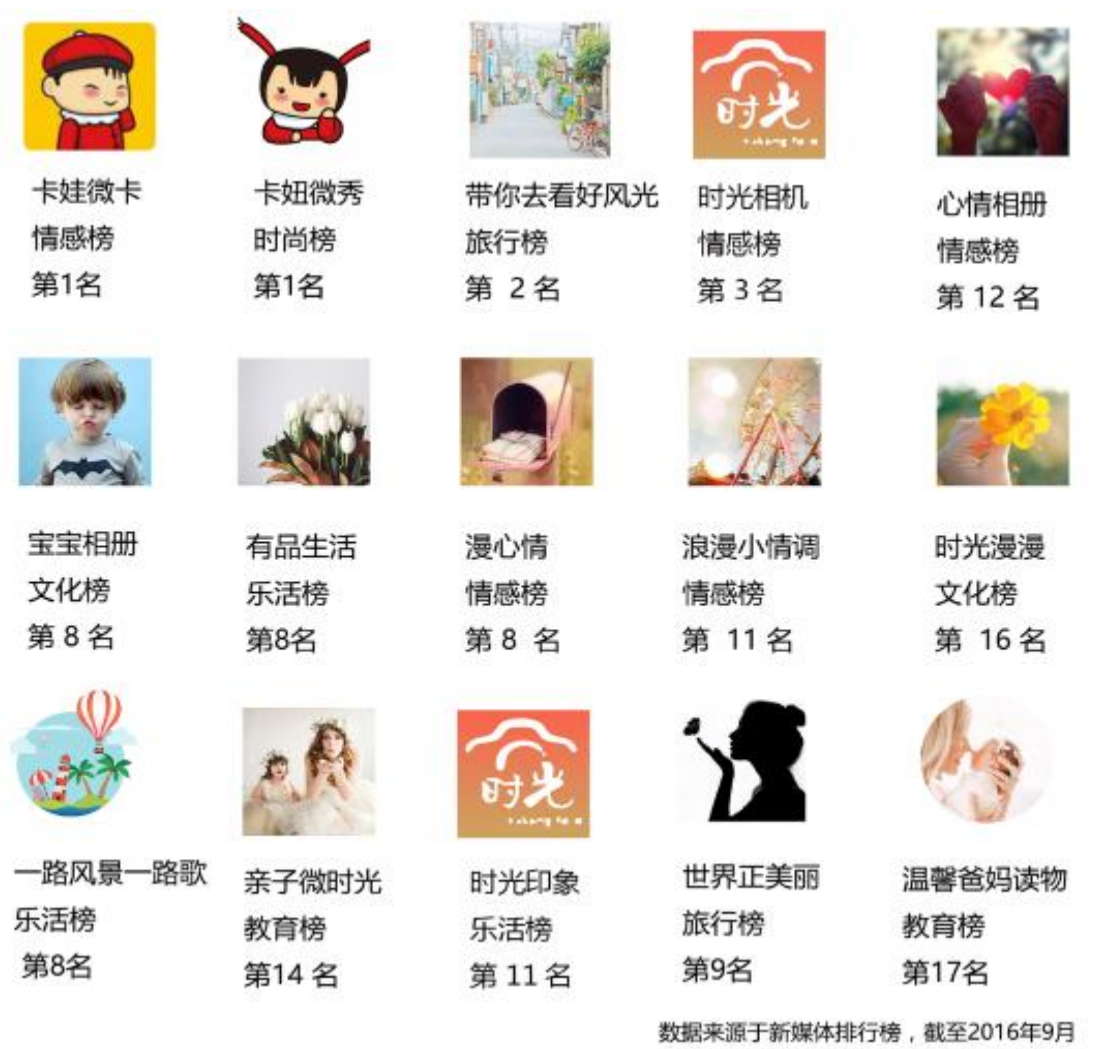 时光
卡娃微卡
情感榜
第1名
卡妞微秀
时尚榜
第1名
带你去看好风光
旅行榜
第 2 名
时光相机
情感榜
第 3 名
心情相册
情感榜
第 12 名
宝宝相册
文化榜
第 8 名
有品生活
乐活榜
第8名
漫心情
情感榜
第 8 名
浪漫小情调
情感榜
第 11 名
时光漫漫
文化榜
第 16 名
时光
一路风景一路歌
乐活榜
第8名
亲子微时光
教育榜
第14 名
时光印象
乐活榜
第 11 名
世界正美丽
旅行榜
第9名
温馨爸妈读物
教育榜
第17名
数据来源于新媒体排行榜，截至2016年9月